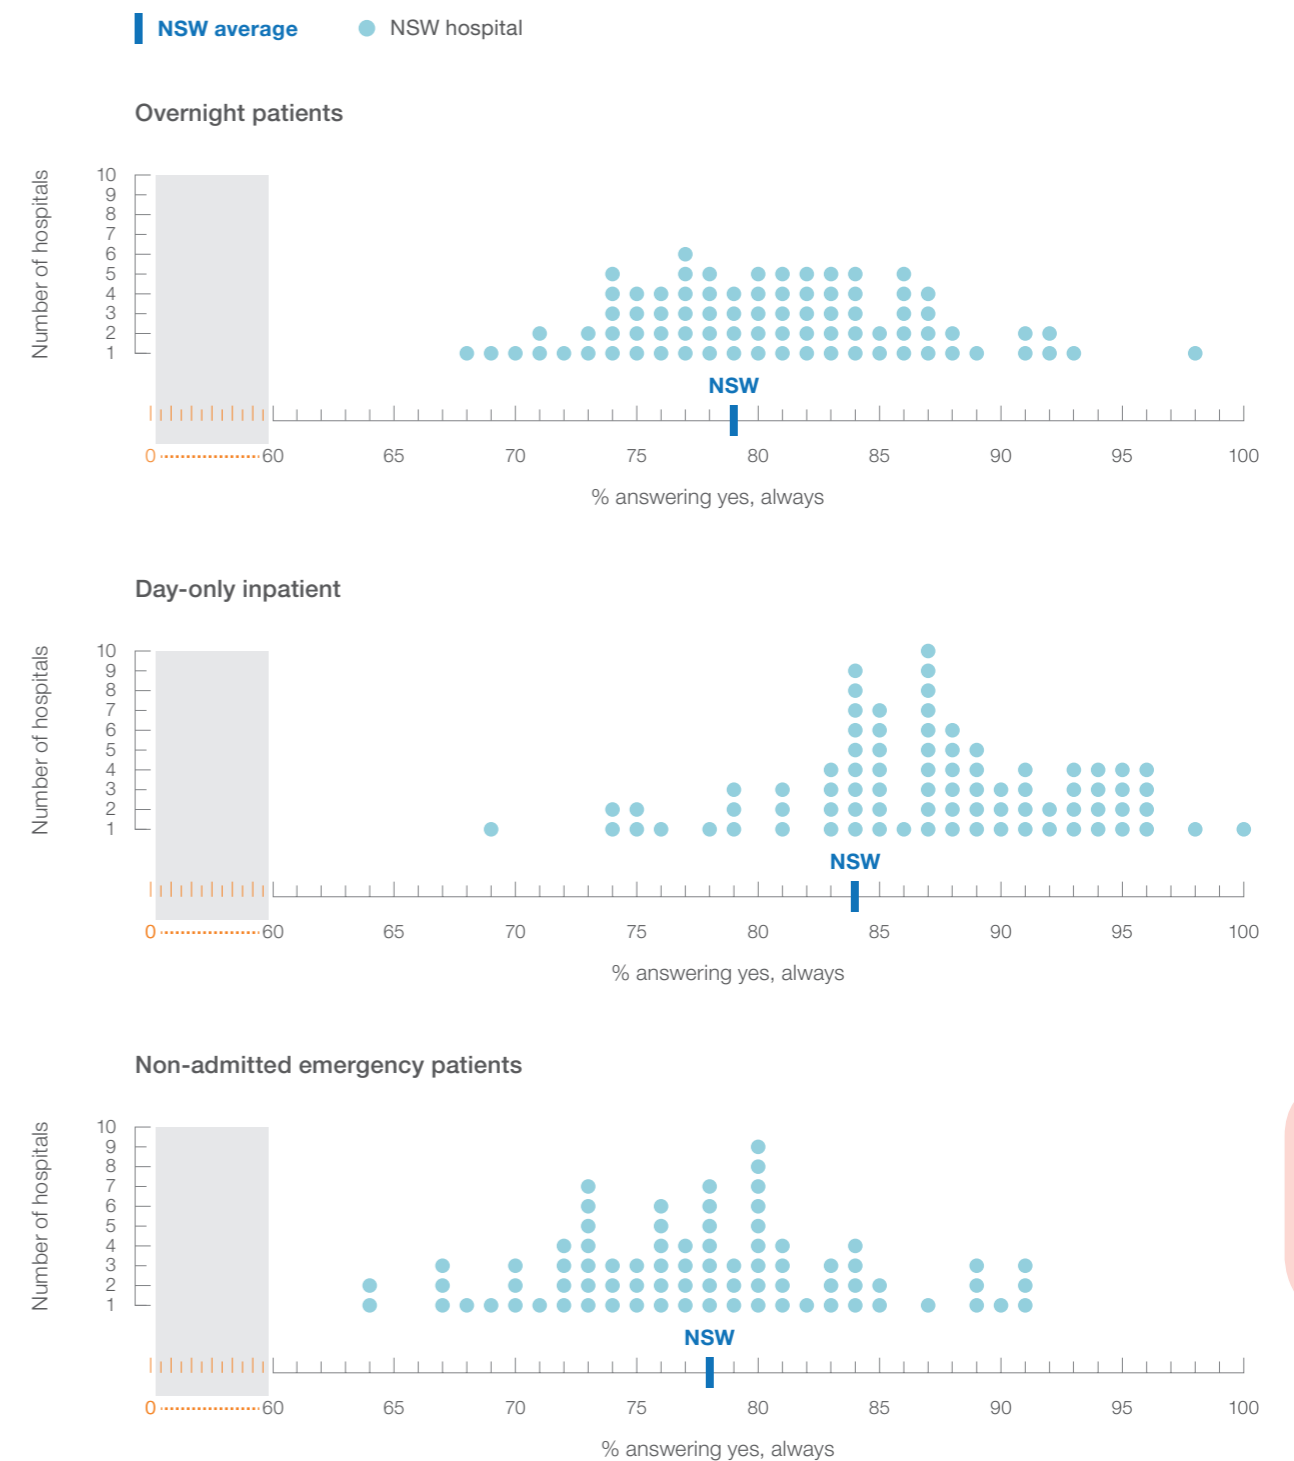 NSW average NSW hospital
Overnight patients
Number of hospitals
10
9
8
7
6
5
4
3
2
1
NSW
0 60 65 70 75 80 85 90 95 100
% answering yes, always
Day-only inpatient
Number of hospitals
10
9
8
7
6
5
4
3
2
1
NSW
0 60 65 70 75 80 85 90 95 100
% answering yes, always
Non-admitted emergency patients
Number of hospitals
10
9
8
7
6
5
4
3
2
1
NSW
0 60 65 70 75 80 85 90 95 100
% answering yes, always